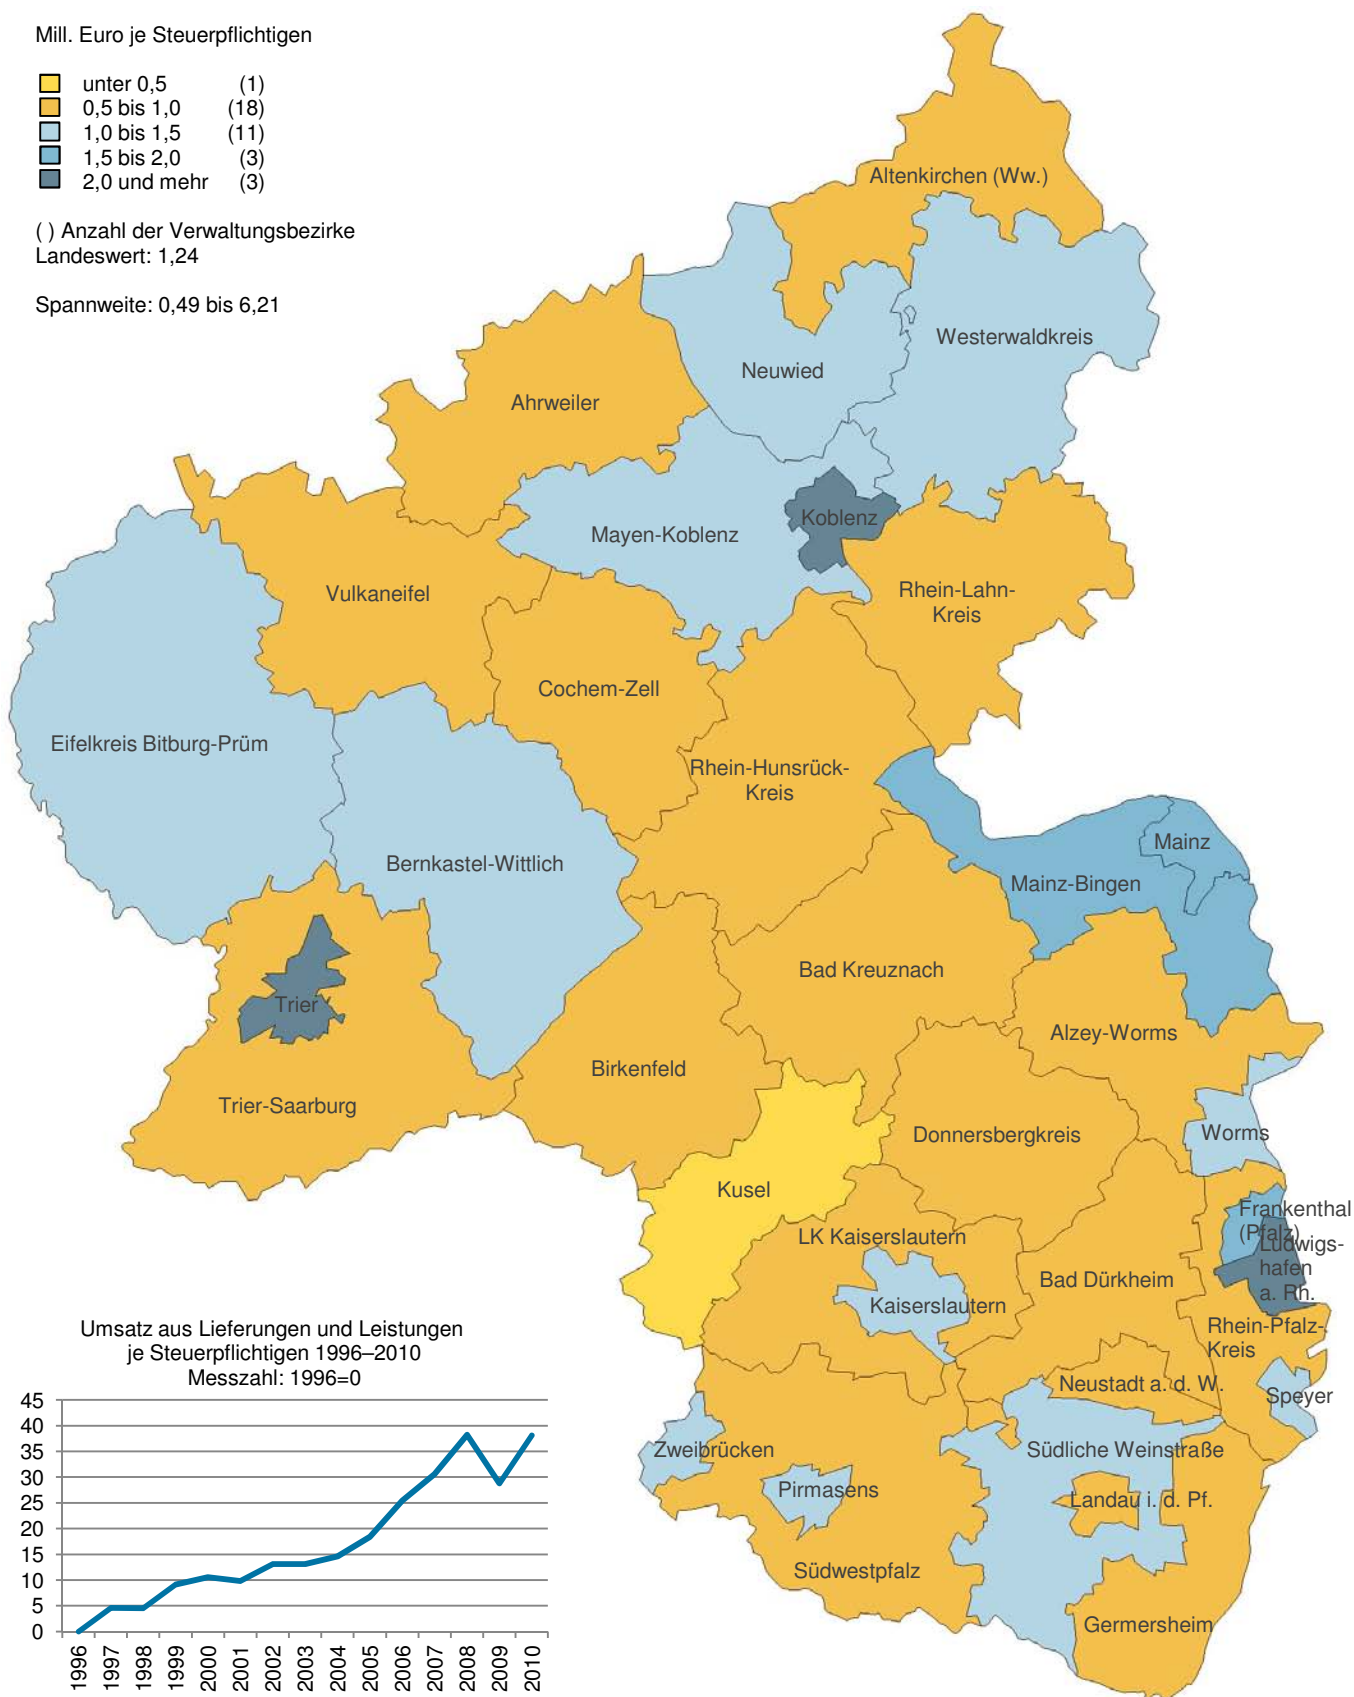 Mill. Euro je Steuerpflichtigen
unter 0,5 (1)
0,5 bis 1,0 (18)
1,0 bis 1,5 (11)
1,5 bis 2,0 (3)
2,0 und mehr (3)
( ) Anzahl der Verwaltungsbezirke
Landeswert: 1,24
Spannweite: 0,49 bis 6,21
Altenkirchen (Ww.)
Westerwaldkreis
Neuwied
Ahrweiler
Koblenz
Mayen-Koblenz
Vulkaneifel
Rhein-Lahn-
Kreis
Cochem-Zell
Eifelkreis Bitburg-Prüm
Rhein-Hunsrück-
Kreis
Mainz
Bernkastel-Wittlich
Mainz-Bingen
Bad Kreuznach
Trier
Alzey-Worms
Birkenfeld
Trier-Saarburg
Worms
Donnersbergkreis
Kusel
Frankenthal
(Pfalz)
LK Kaiserslautern
Ludwigs-
hafen
a. Rh.
Bad Dürkheim
Kaiserslautern
Rhein-Pfalz-
Kreis
Neustadt a. d. W.
Speyer
Zweibrücken
Südliche Weinstraße
Pirmasens
Landau i. d. Pf.
Südwestpfalz
Germersheim
Umsatz aus Lieferungen und Leistungen
je Steuerpflichtigen 1996–2010
Messzahl: 1996=0
45
40
35
30
25
20
15
10
5
0
1996
1997
1998
1999
2000
2001
2002
2003
2004
2005
2006
2007
2008
2009
2010